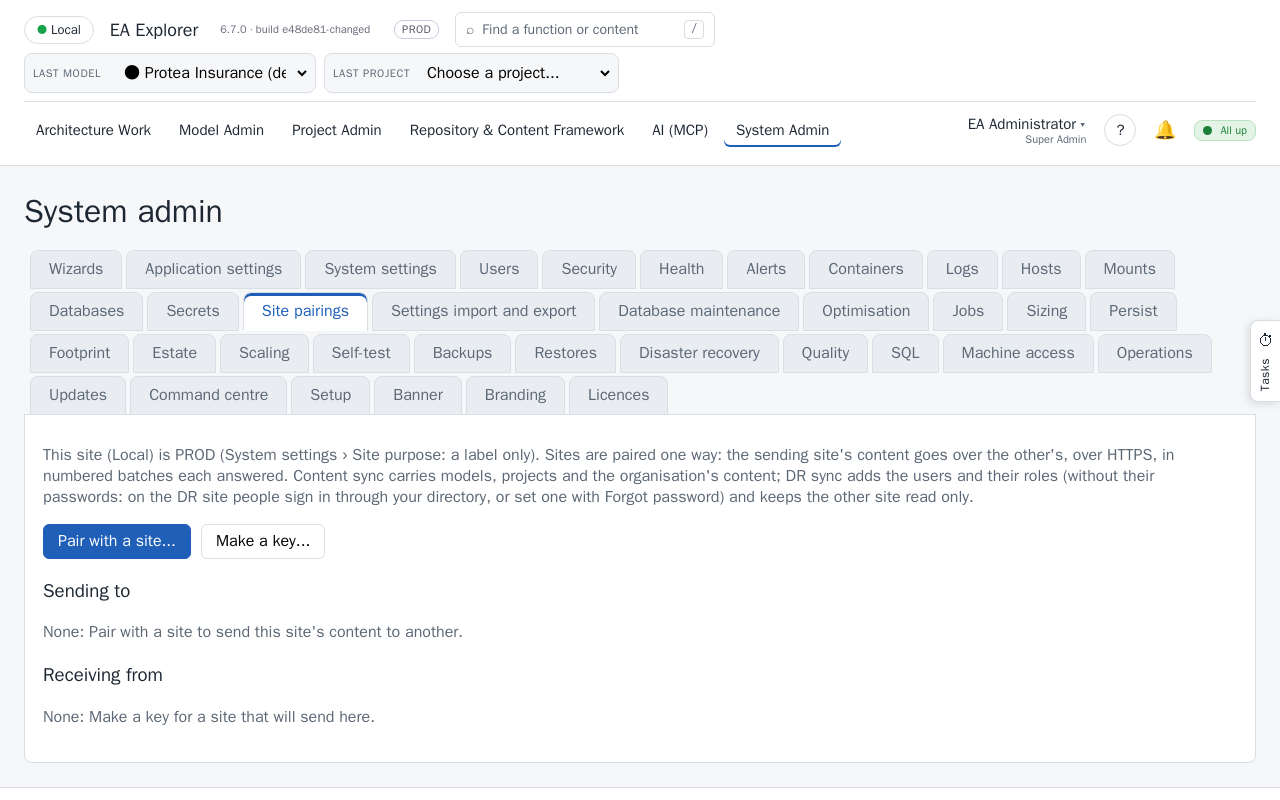 Local
EA Explorer
6.7.0 · build e48de81-changed
PROD
Find a function or content
/
LAST MODEL
Protea Insurance (de
LAST PROJECT
Choose a project...
Architecture Work
Model Admin
Project Admin
Repository & Content Framework
AI (MCP)
System Admin
EA Administrator
Super Admin
?
All up
System admin
Wizards
Application settings
System settings
Users
Security
Health
Alerts
Containers
Logs
Hosts
Mounts
Databases
Secrets
Site pairings
Settings import and export
Database maintenance
Optimisation
Jobs
Sizing
Persist
Footprint
Estate
Scaling
Self-test
Backups
Restores
Disaster recovery
Quality
SQL
Machine access
Operations
Updates
Command centre
Setup
Banner
Branding
Licences
Tasks
This site (Local) is PROD (System settings › Site purpose: a label only). Sites are paired one way: the sending site's content goes over the other's, over HTTPS, in
numbered batches each answered. Content sync carries models, projects and the organisation's content; DR sync adds the users and their roles (without their
passwords: on the DR site people sign in through your directory, or set one with Forgot password) and keeps the other site read only.
Pair with a site...
Make a key...
Sending to
None: Pair with a site to send this site's content to another.
Receiving from
None: Make a key for a site that will send here.